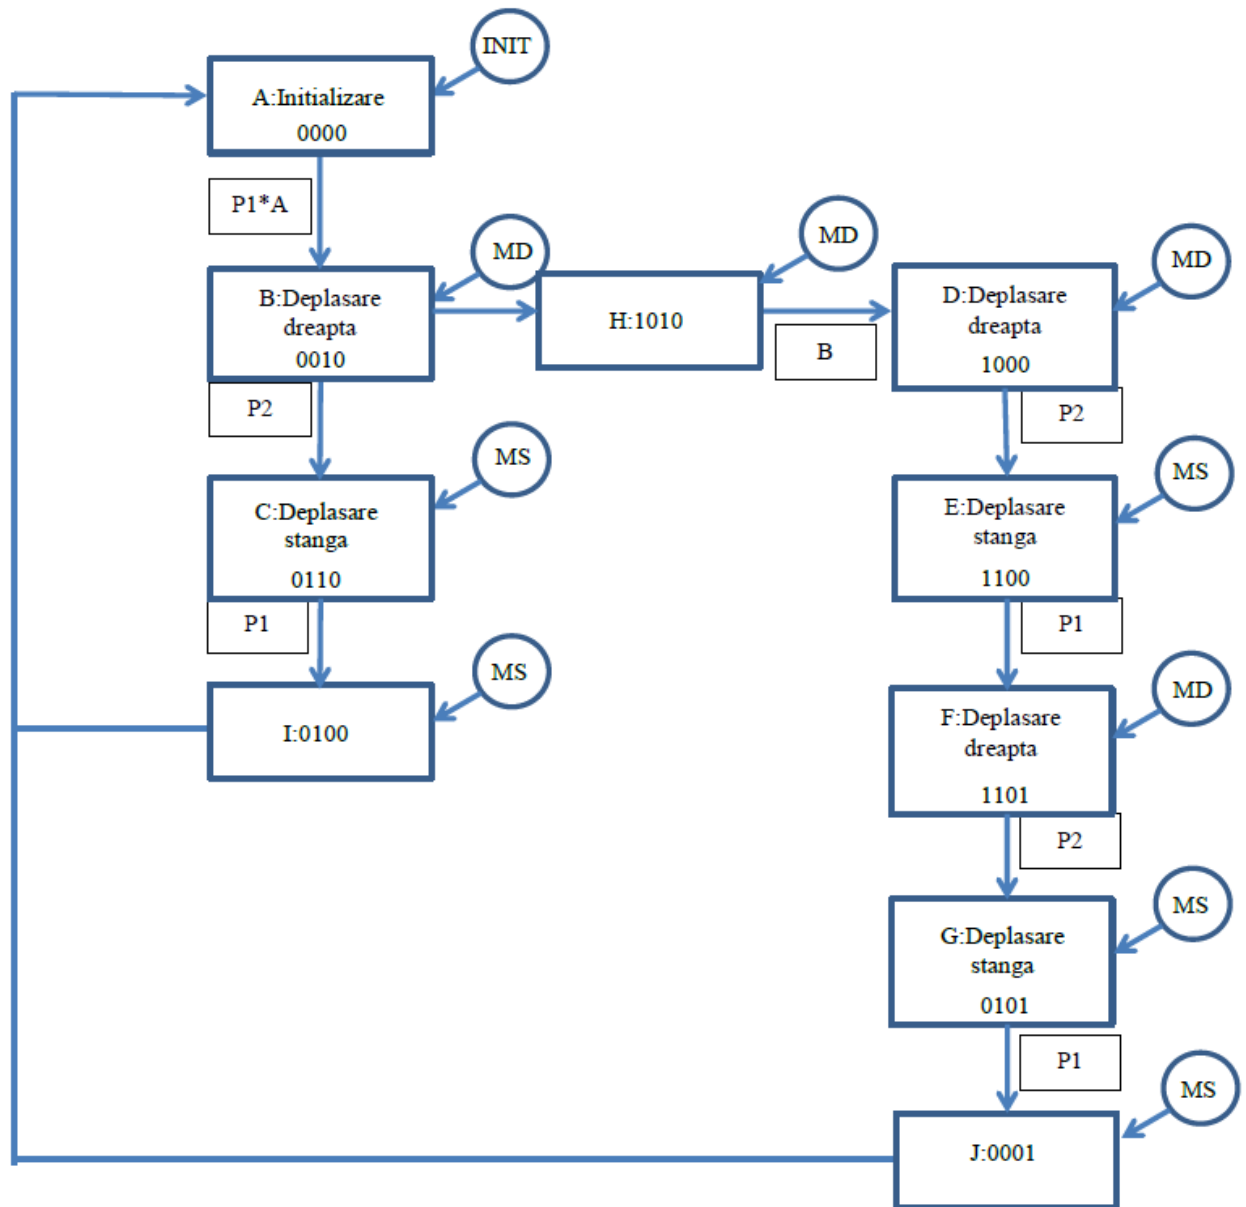 INIT
A:Initializare
0000
P1*A
MD
B:Deplasare
dreapta
0010
MD
H:1010
B
MD
D:Deplasare
dreapta
1000
P2
P2
MS
C:Deplasare
stanga
0110
MS
E:Deplasare
stanga
1100
P1
P1
MS
I:0100
MD
F:Deplasare
dreapta
1101
P2
MS
G:Deplasare
stanga
0101
P1
MS
J:0001